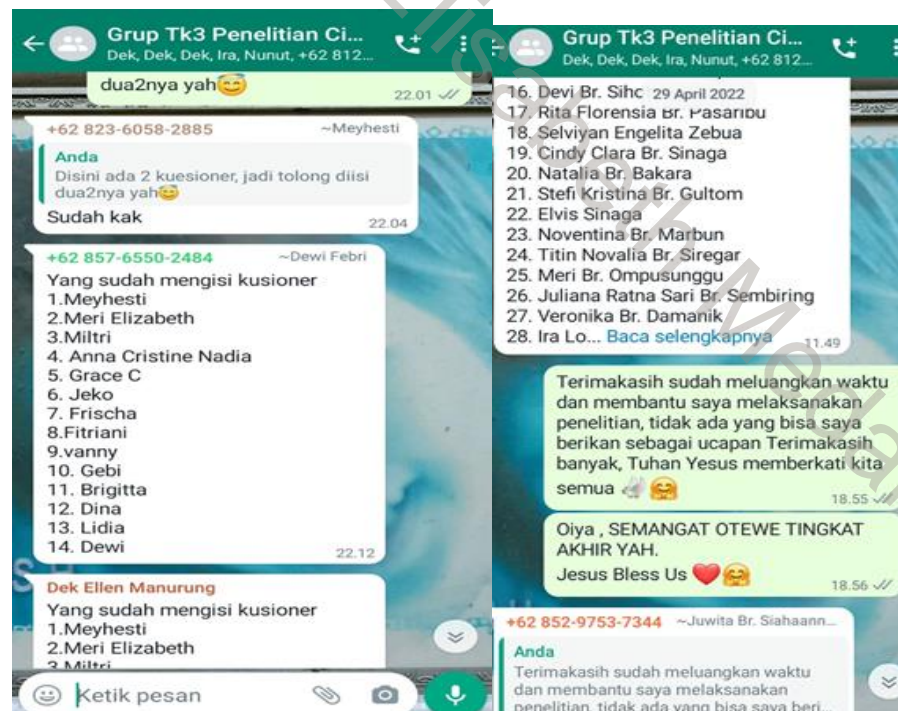 Grup Tk3 Penelitian Ci...
Dek, Dek, Dek, Ira, Nunut, +62 812...
dua2nya yah😇
22.01
+62 823-6058-2885 ~Meyhesti
Anda
Disini ada 2 kuesioner, jadi tolong diisi
dua2nya yah😇
Sudah kak
22.04
+62 857-6550-2484 ~Dewi Febri
Yang sudah mengisi kusioner
1.Meyhesti
2.Meri Elizabeth
3.Miltri
4. Anna Cristine Nadia
5. Grace C
6. Jeko
7. Frischa
8.Fitriani
9.vanny
10. Gebi
11. Brigitta
12. Dina
13. Lidia
14. Dewi
22.12
Dek Ellen Manurung
Yang sudah mengisi kusioner
1.Meyhesti
2.Meri Elizabeth
3.Miltri
Ketik pesan
Grup Tk3 Penelitian Ci...
Dek, Dek, Dek, Ira, Nunut, +62 812...
29 April 2022
16. Devi Br. Sihc
17. Rita Florensia Br. Pasaribu
18. Selviyan Engelita Zebua
19. Cindy Clara Br. Sinaga
20. Natalia Br. Bakara
21. Stefi Kristina Br. Gultom
22. Elvis Sinaga
23. Noventina Br. Marbun
24. Titin Novalia Br. Siregar
25. Meri Br. Ompusunggu
26. Juliana Ratna Sari Br. Sembiring
27. Veronika Br. Damanik
28. Ira Lo... Baca selengkapnya
11.49
Terimakasih sudah meluangkan waktu
dan membantu saya melaksanakan
penelitian, tidak ada yang bisa saya
berikan sebagai ucapan Terimakasih
banyak, Tuhan Yesus memberkati kita
semua 🕊️🤗
18.55
Oiya , SEMANGAT OTEWE TINGKAT
AKHIR YAH.
Jesus Bless Us ❤️🤗
18.56
+62 852-9753-7344 ~Juwita Br. Siahaann...
Anda
Terimakasih sudah meluangkan waktu
dan membantu saya melaksanakan
penelitian, tidak ada yang bisa saya beri...